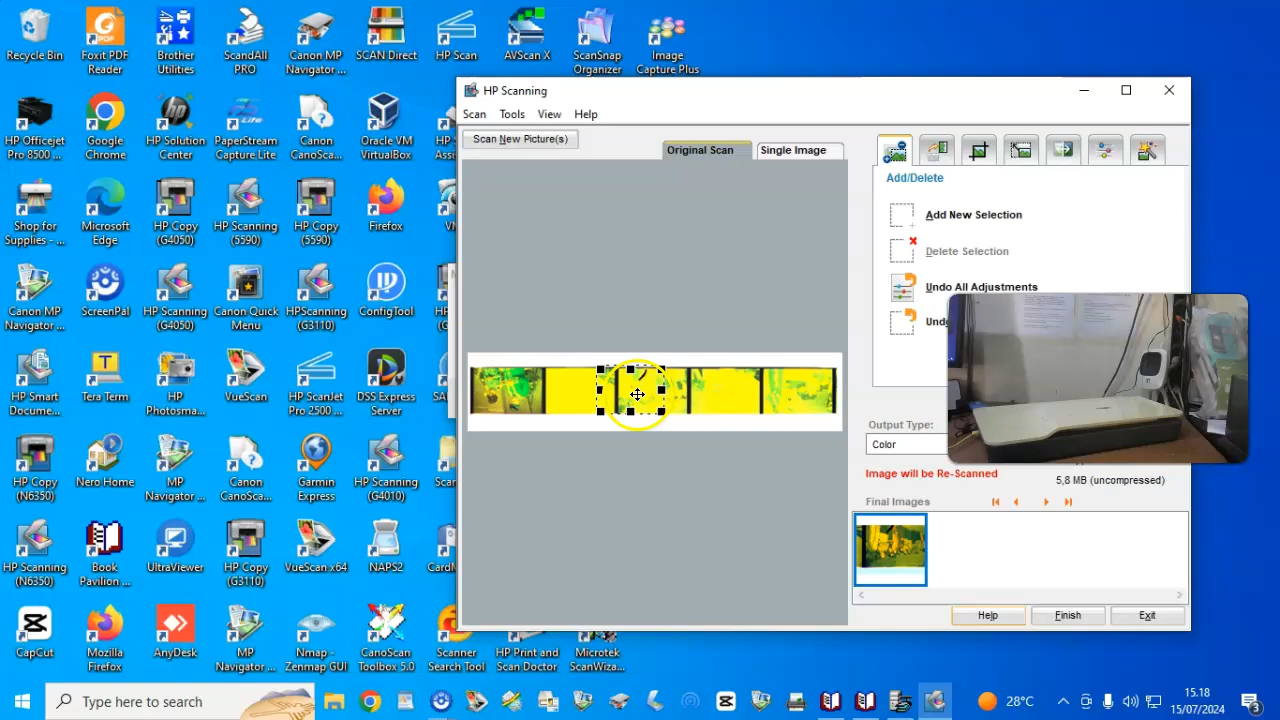 Recycle Bin
Foxit PDF
Reader
Brother
Utilities
ScandAll
PRO
Canon MP
Navigator ...
SCAN Direct
HP Scan
AVScan X
ScanSnap
Organizer
Image
Capture Plus
HP Officejet
Pro 8500 ...
Google
Chrome
HP Solution
Center
PaperStream
Capture Lite
Canon
CanoSca...
Oracle VM
VirtualBox
Shop for
Supplies - ...
Microsoft
Edge
HP Scanning
(5590)
HP Copy
(G4050)
HP Copy
(5590)
Firefox
Canon MP
Navigator ...
ScreenPal
HP Scanning
(G4050)
Canon Quick
Menu
HPScanning
(G3110)
ConfigTool
HP Smart
Docume...
Tera Term
HP
Photosma...
VueScan
HP ScanJet
Pro 2500 ...
DSS Express
Server
HP Copy
(N6350)
Nero Home
MP
Navigator ...
Canon
CanoSca...
Garmin
Express
HP Scanning
(G4010)
HP Scanning
(N6350)
Book
Pavilion ...
UltraViewer
HP Copy
(G3110)
VueScan x64
NAPS2
CapCut
Mozilla
Firefox
AnyDesk
MP
Navigator ...
Nmap -
Zenmap GUI
CanoScan
Toolbox 5.0
Scanner
Search Tool
HP Print and
Scan Doctor
Microtek
ScanWiza...
HP Scanning
Scan Tools View Help
Scan New Picture(s)
Original Scan
Single Image
Add/Delete
Add New Selection
Delete Selection
Undo All Adjustments
Output Type:
Color
Image will be Re-Scanned
5,8 MB (uncompressed)
Final Images
Help
Finish
Exit
Type here to search
28°C
15.18
15/07/2024
3